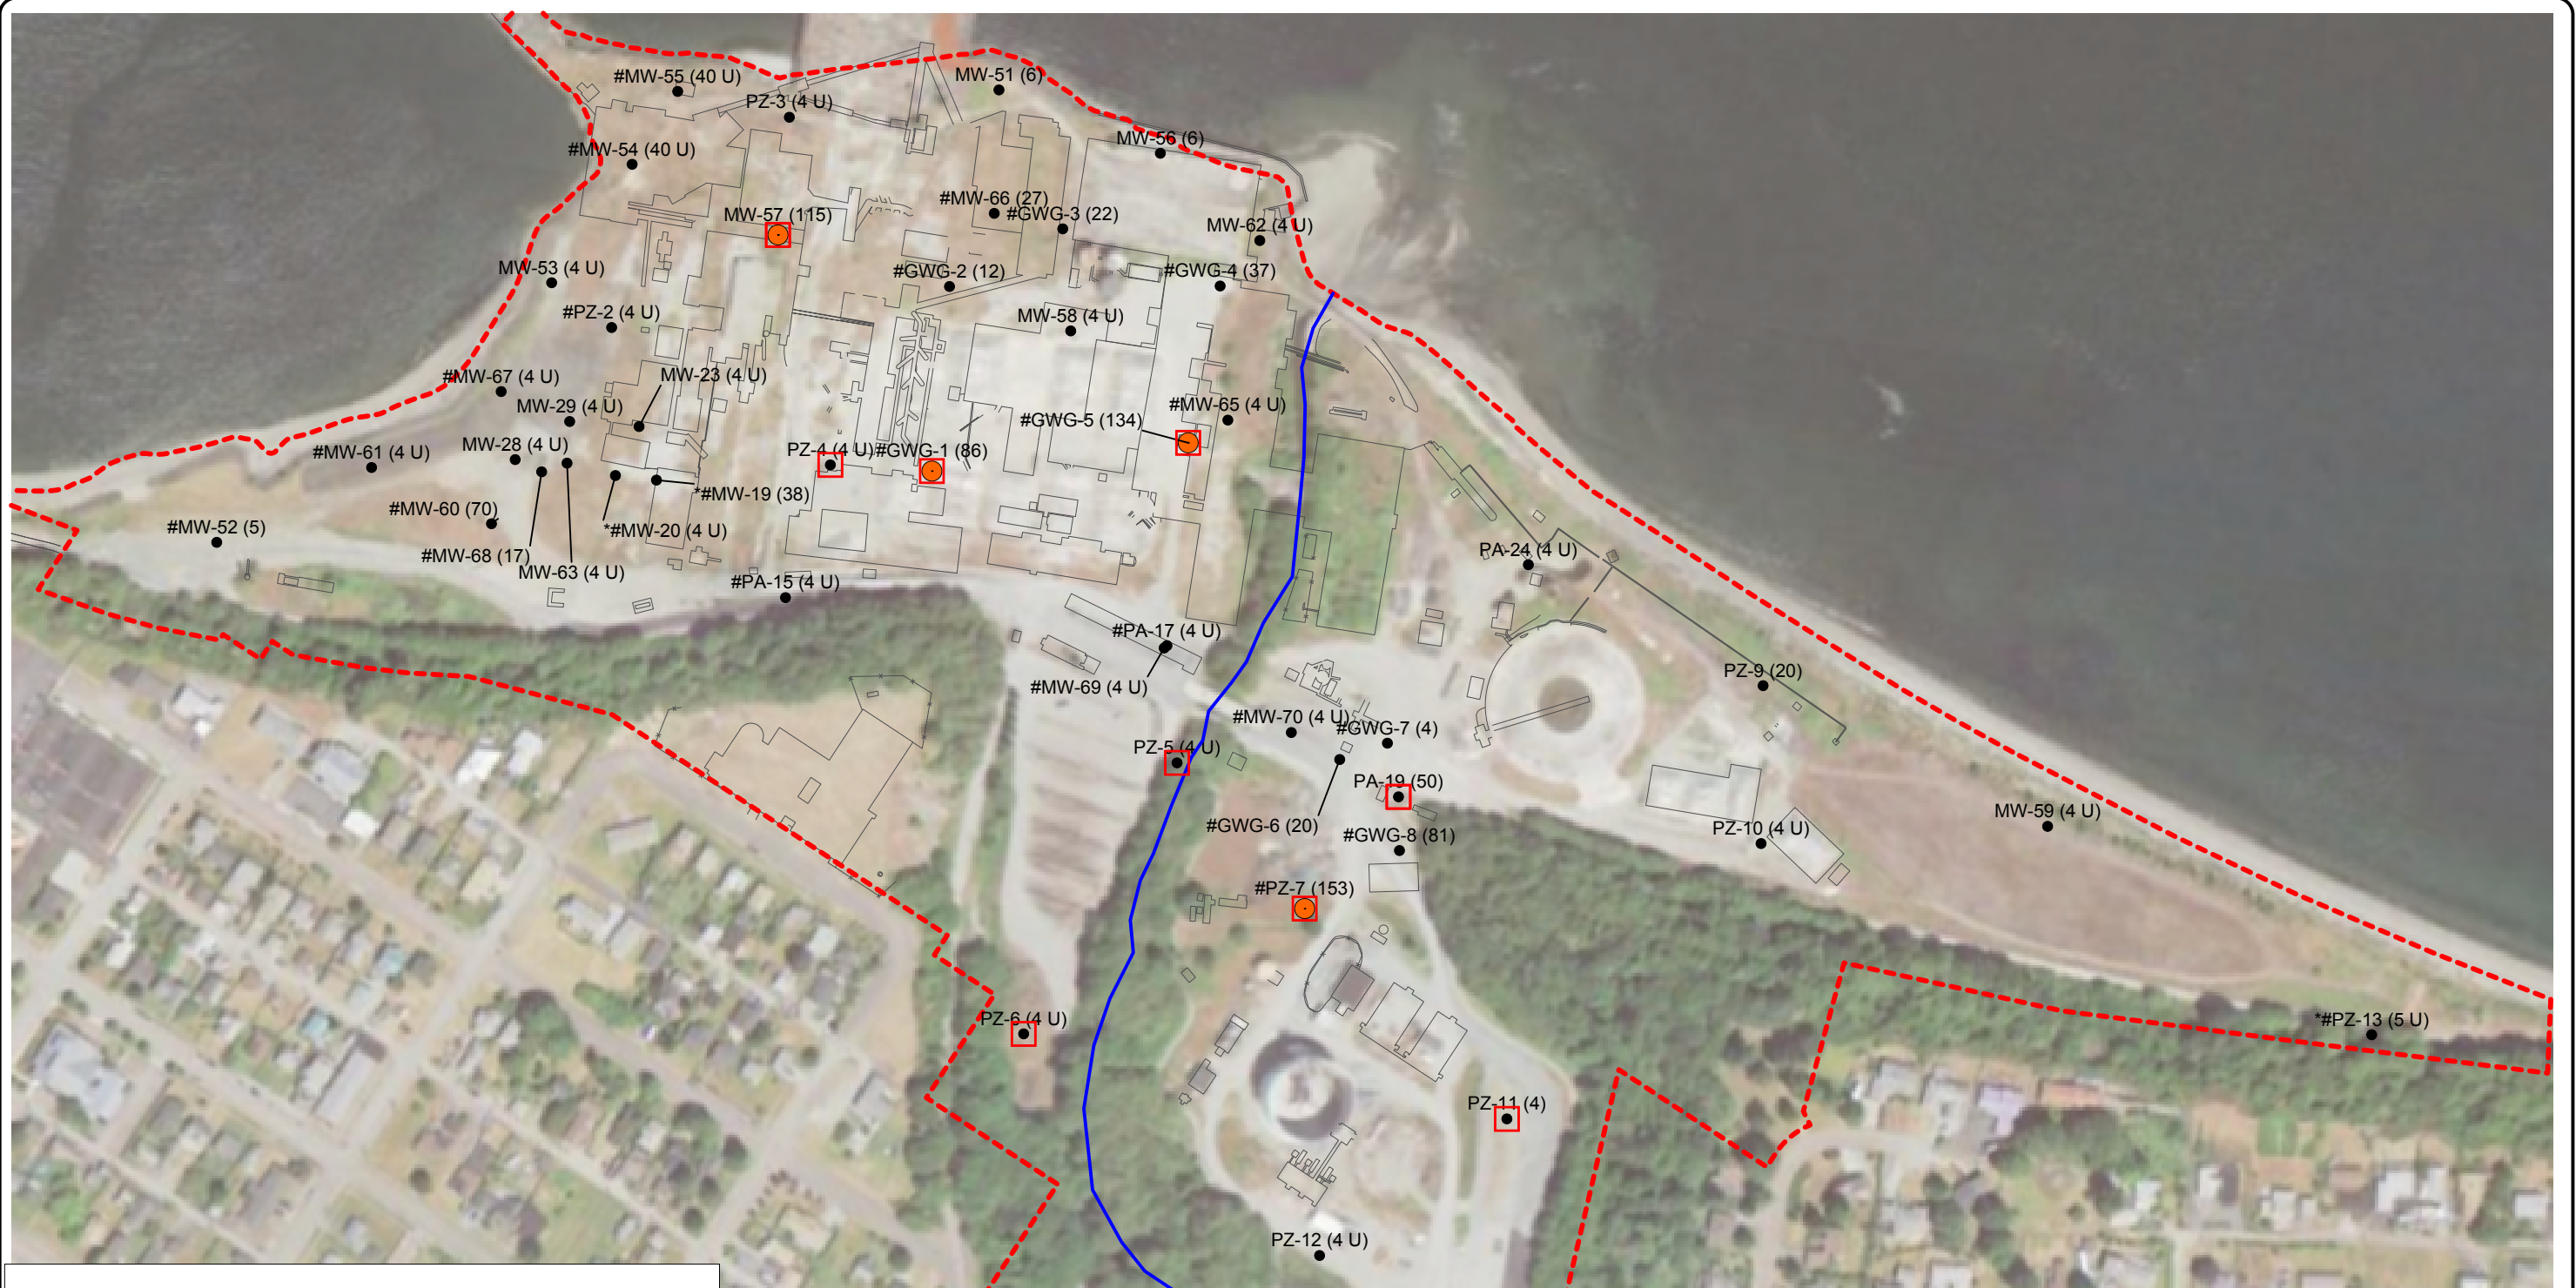 #MW-55 (40 U)
MW-51 (6)
PZ-3 (4 U)
MW-56 (6)
#MW-54 (40 U)
#MW-66 (27)
MW-57 (115)
#GWG-3 (22)
MW-62 (4 U)
MW-53 (4 U)
#GWG-2 (12)
#GWG-4 (37)
#PZ-2 (4 U)
MW-58 (4 U)
#MW-67 (4 U)
MW-23 (4 U)
MW-29 (4 U)
#MW-65 (4 U)
#GWG-5 (134)
MW-28 (4 U)
#MW-61 (4 U)
PZ-4 (4 U)
#GWG-1 (86)
*#MW-19 (38)
#MW-60 (70)
#MW-52 (5)
*#MW-20 (4 U)
#MW-68 (17)
MW-63 (4 U)
PA-24 (4 U)
#PA-15 (4 U)
#PA-17 (4 U)
PZ-9 (20)
#MW-69 (4 U)
#MW-70 (4 U)
#GWG-7 (4)
PZ-5 (4 U)
PA-19 (50)
MW-59 (4 U)
#GWG-6 (20)
PZ-10 (4 U)
#GWG-8 (81)
#PZ-7 (153)
PZ-6 (4 U)
*#PZ-13 (5 U)
PZ-11 (4)
PZ-12 (4 U)